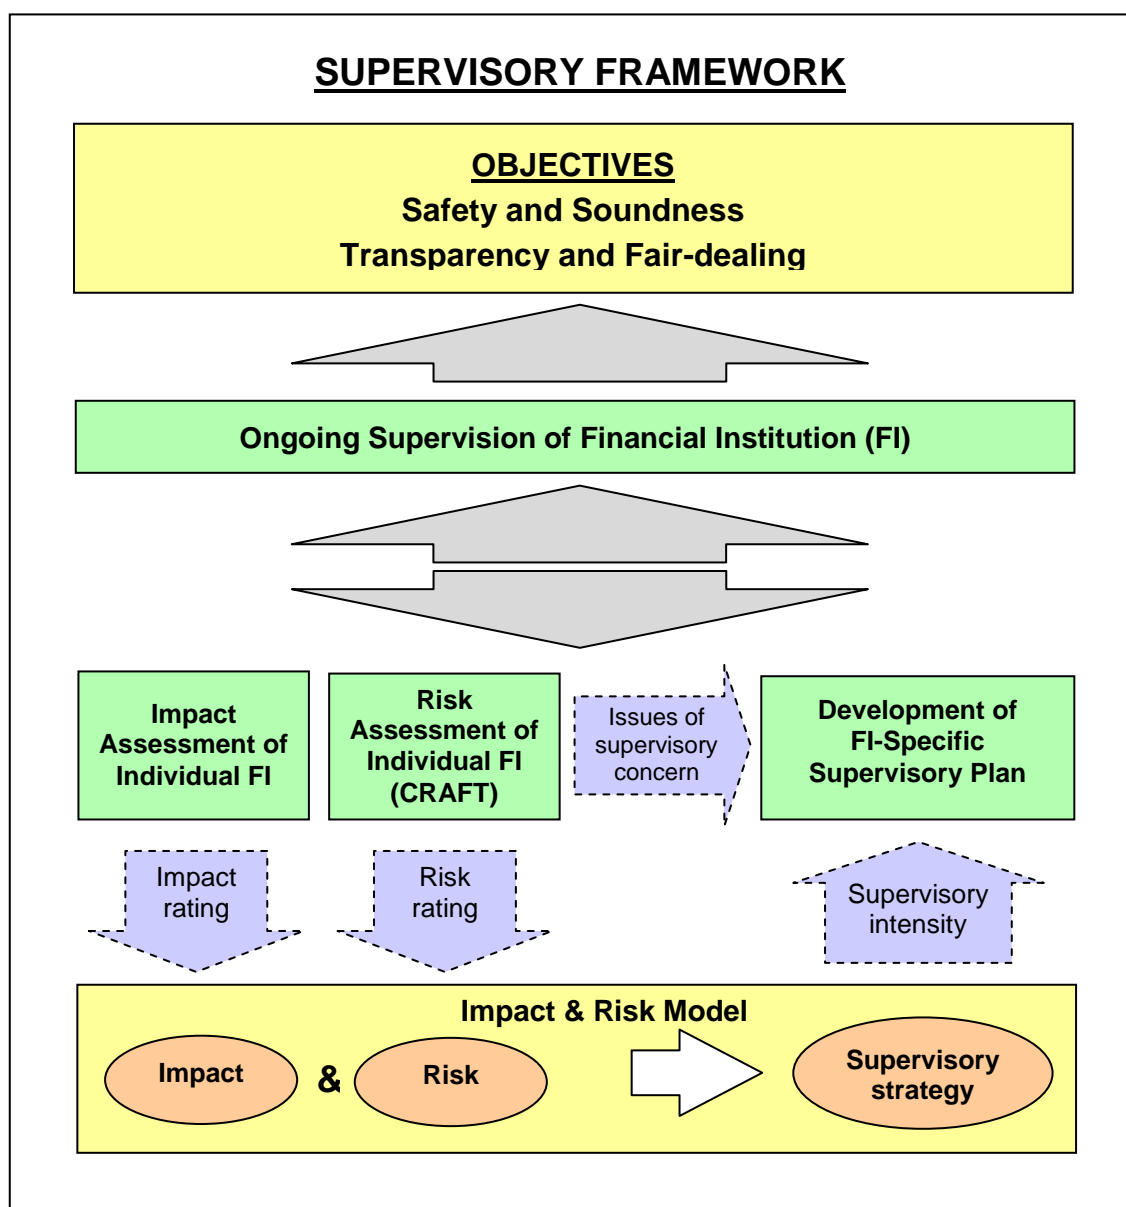 SUPERVISORY FRAMEWORK
OBJECTIVES
Safety and Soundness
Transparency and Fair-dealing
Ongoing Supervision of Financial Institution (FI)
Impact
Assessment of
Individual FI
Risk
Assessment of
Individual FI
(CRAFT)
Issues of
supervisory
concern
Development of
FI-Specific
Supervisory Plan
Impact
rating
Risk
rating
Supervisory
intensity
Impact & Risk Model
Impact
&
Risk
Supervisory
strategy